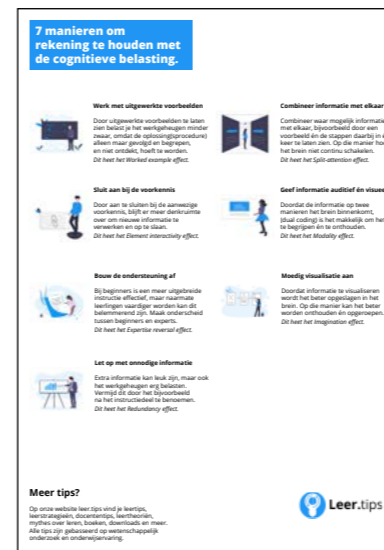 7 manieren om
rekening te houden met
de cognitieve belasting.
Werk met uitgewerkte voorbeelden
Door uitgewerkte voorbeelden te laten
zien belast je het werkgeheugen minder
zwaar, omdat de oplossing(sprocedure)
alleen maar gevolgd en begrepen,
en niet ontdekt, hoeft te worden.
Dit heet het Worked example effect.
Combineer informatie met elkaar
Combineer waar mogelijk informatie
met elkaar, bijvoorbeeld door een
voorbeeld én de stappen daarbij in
keer te laten zien. Op die manier
het brein niet continu schakelen.
Dit heet het Split-attention effect.
Sluit aan bij de voorkennis
Door aan te sluiten bij de aanwezige
voorkennis, blijft er meer denkruimte
over om nieuwe informatie te
verwerken en op te slaan.
Dit heet het Element interactivity effect.
Geef informatie auditief én
Doordat de informatie op twee
manieren het brein binnenkomt,
(dual coding) is het makkelijk om
te begrijpen én te onthouden.
Dit heet het Modality effect.
Bouw de ondersteuning af
Bij beginners is een meer uitgebreide
instructie effectief, maar naarmate
leerlingen vaardiger worden kan dit
belemmerend zijn. Maak onderscheid
tussen beginners en experts.
Dit heet het Expertise reversal effect.
Moedig visualisatie aan
Doordat informatie te visualiseren
wordt het beter opgeslagen in het
brein. Op die manier kan het beter
worden onthouden én opgeroepen.
Dit heet het Imagination effect.
Let op met onnodige informatie
Extra informatie kan leuk zijn, maar ook
het werkgeheugen erg belasten.
Vermijd dit door het bijvoorbeeld
na het instructiedeel te benoemen.
Dit heet het Redundancy effect.
Meer tips?
Op onze website leer.tips vind je leertips,
leerstrategieën, docententips, leertheoriën,
mythes over leren, boeken, downloads en meer.
Alle tips zijn gebasseerd op wetenschappelijk
onderzoek en onderwijservaring.
Leer.tips